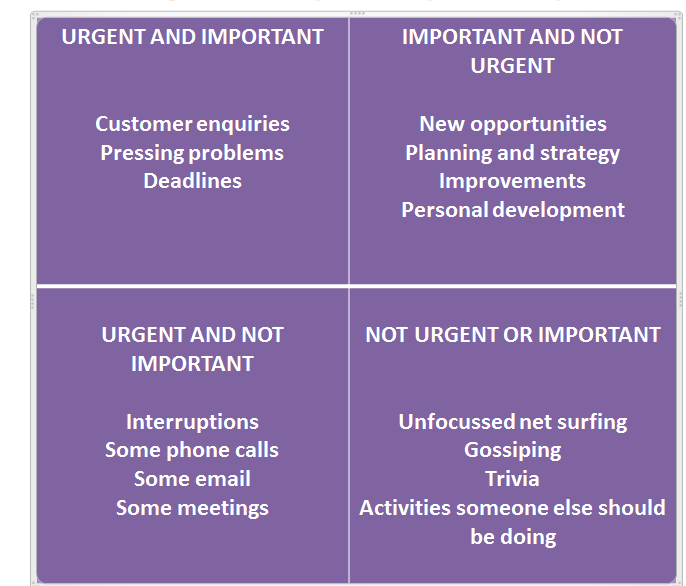 URGENT AND IMPORTANT
Customer enquiries
Pressing problems
Deadlines
IMPORTANT AND NOT
URGENT
New opportunities
Planning and strategy
Improvements
Personal development
URGENT AND NOT
IMPORTANT
Interruptions
Some phone calls
Some email
Some meetings
NOT URGENT OR IMPORTANT
Unfocussed net surfing
Gossiping
Trivia
Activities someone else should
be doing